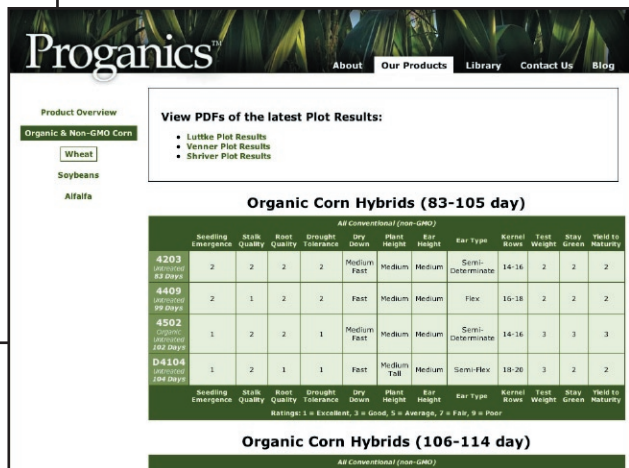 Proganics™
About Our Products Library Contact Us Blog
Product Overview
Organic & Non-GMO Corn
Wheat
Soybeans
Alfalfa
View PDFs of the latest Plot Results:
• Luttke Plot Results
• Venner Plot Results
• Shriver Plot Results
Organic Corn Hybrids (83-105 day)
All Conventional (non-GMO)
Seedling Emergence Stalk Quality Root Quality Drought Tolerance Dry Down Plant Height Ear Height Ear Type Kernel Rows Test Weight Stay Green Yield to Maturity
4203 Untreated 83 Days 2 2 2 2 Medium Fast Medium Medium Semi-Determinate 14-16 2 2 2
4409 Untreated 99 Days 2 1 2 2 Fast Medium Medium Flex 16-18 2 2 2
4502 Organic Untreated 102 Days 1 2 2 1 Medium Fast Medium Medium Semi-Determinate 14-16 3 3 3
D4104 Untreated 104 Days 1 2 1 1 Fast Medium Tall Medium Semi-Flex 18-20 3 2 2
Seedling Emergence Stalk Quality Root Quality Drought Tolerance Dry Down Plant Height Ear Height Ear Type Kernel Rows Test Weight Stay Green Yield to Maturity
Ratings: 1 = Excellent, 3 = Good, 5 = Average, 7 = Fair, 9 = Poor
Organic Corn Hybrids (106-114 day)
All Conventional (non-GMO)